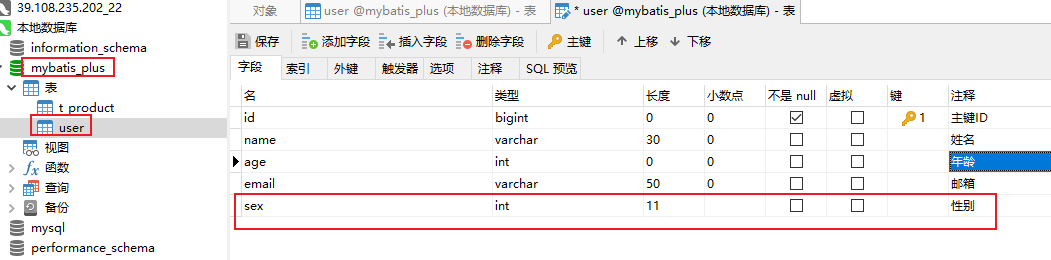 39.108.235.202_22
本地数据库
information_schema
mybatis_plus
表
t_product
user
视图
fx 函数
查询
备份
mysql
performance_schema
对象 user @mybatis_plus (本地数据库) - 表 * user @mybatis_plus (本地数据库) - 表
保存 添加字段 插入字段 删除字段 主键 上移 下移
字段 索引 外键 触发器 选项 注释 SQL 预览
名 类型 长度 小数点 不是 null 虚拟 键 注释
id bigint 0 0 1 主键ID
name varchar 30 0 姓名
age int 0 0 年龄
email varchar 50 0 邮箱
sex int 11 性别